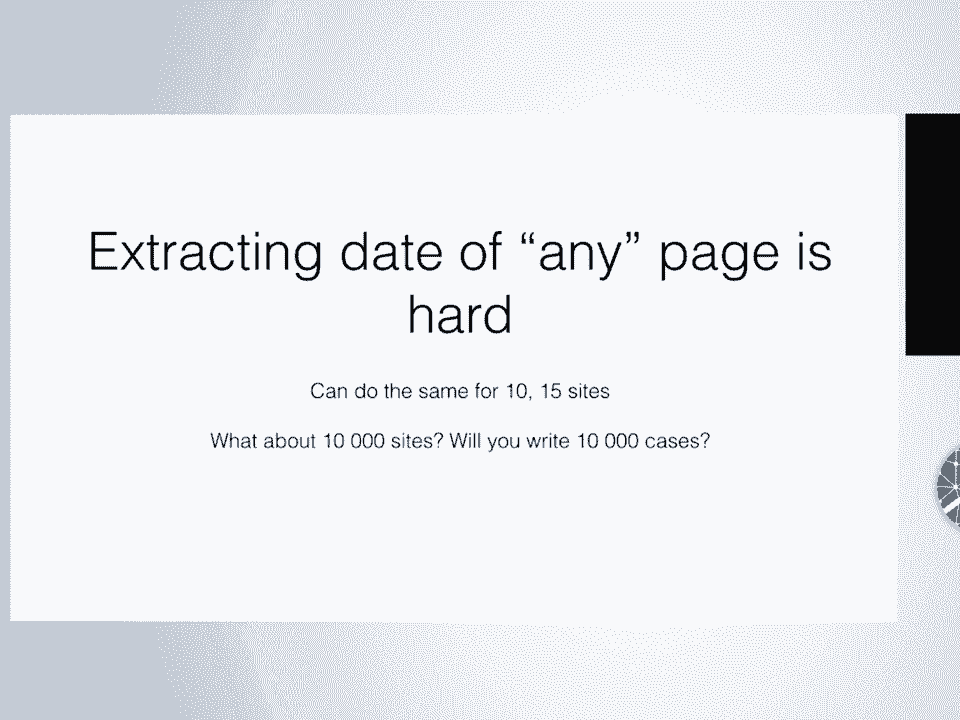 Extracting date of “any” page is
hard
Can do the same for 10, 15 sites
What about 10 000 sites? Will you write 10 000 cases?